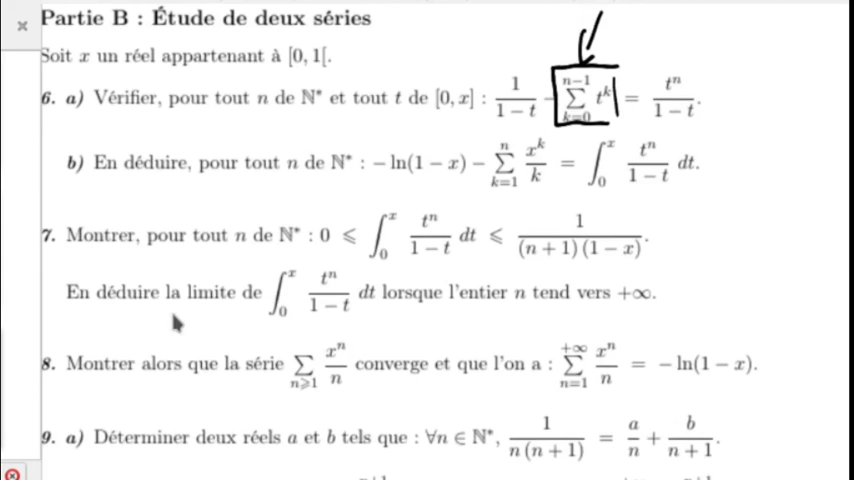 Partie B : Étude de deux séries
Soit x un réel appartenant à [0, 1[.
6. a) Vérifier, pour tout n de ℕ* et tout t de [0, x] : 1/(1 − t) − ∑_{k=0}^{n−1} t^k = t^n/(1 − t).
b) En déduire, pour tout n de ℕ* : − ln(1 − x) − ∑_{k=1}^{n} x^k/k = ∫_0^x t^n/(1 − t) dt.
7. Montrer, pour tout n de ℕ* : 0 ⩽ ∫_0^x t^n/(1 − t) dt ⩽ 1/((n + 1)(1 − x)).
En déduire la limite de ∫_0^x t^n/(1 − t) dt lorsque l'entier n tend vers +∞.
8. Montrer alors que la série ∑_{n⩾1} x^n/n converge et que l'on a : ∑_{n=1}^{+∞} x^n/n = − ln(1 − x).
9. a) Déterminer deux réels a et b tels que : ∀n ∈ ℕ*, 1/(n (n + 1)) = a/n + b/(n + 1).